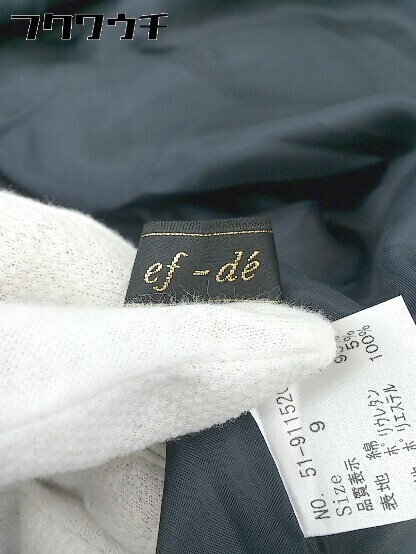 フクワウチ
ef-dé
NO. 51-91152
Size 9
品質表示
表地 綿
ポリウレタン 5%
ポリエステル 100%